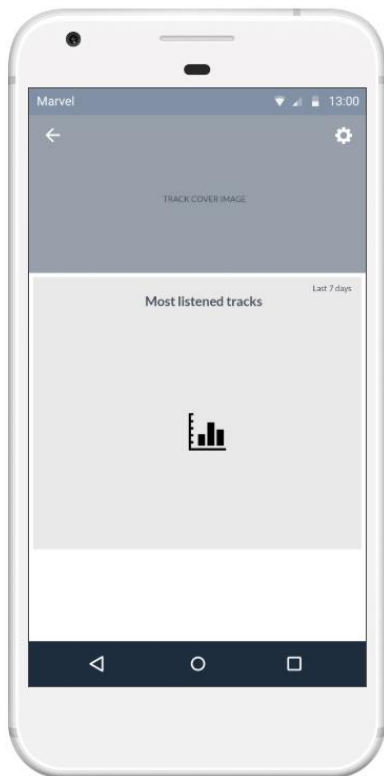 Marvel 13:00
TRACK COVER IMAGE
Last 7 days
Most listened tracks